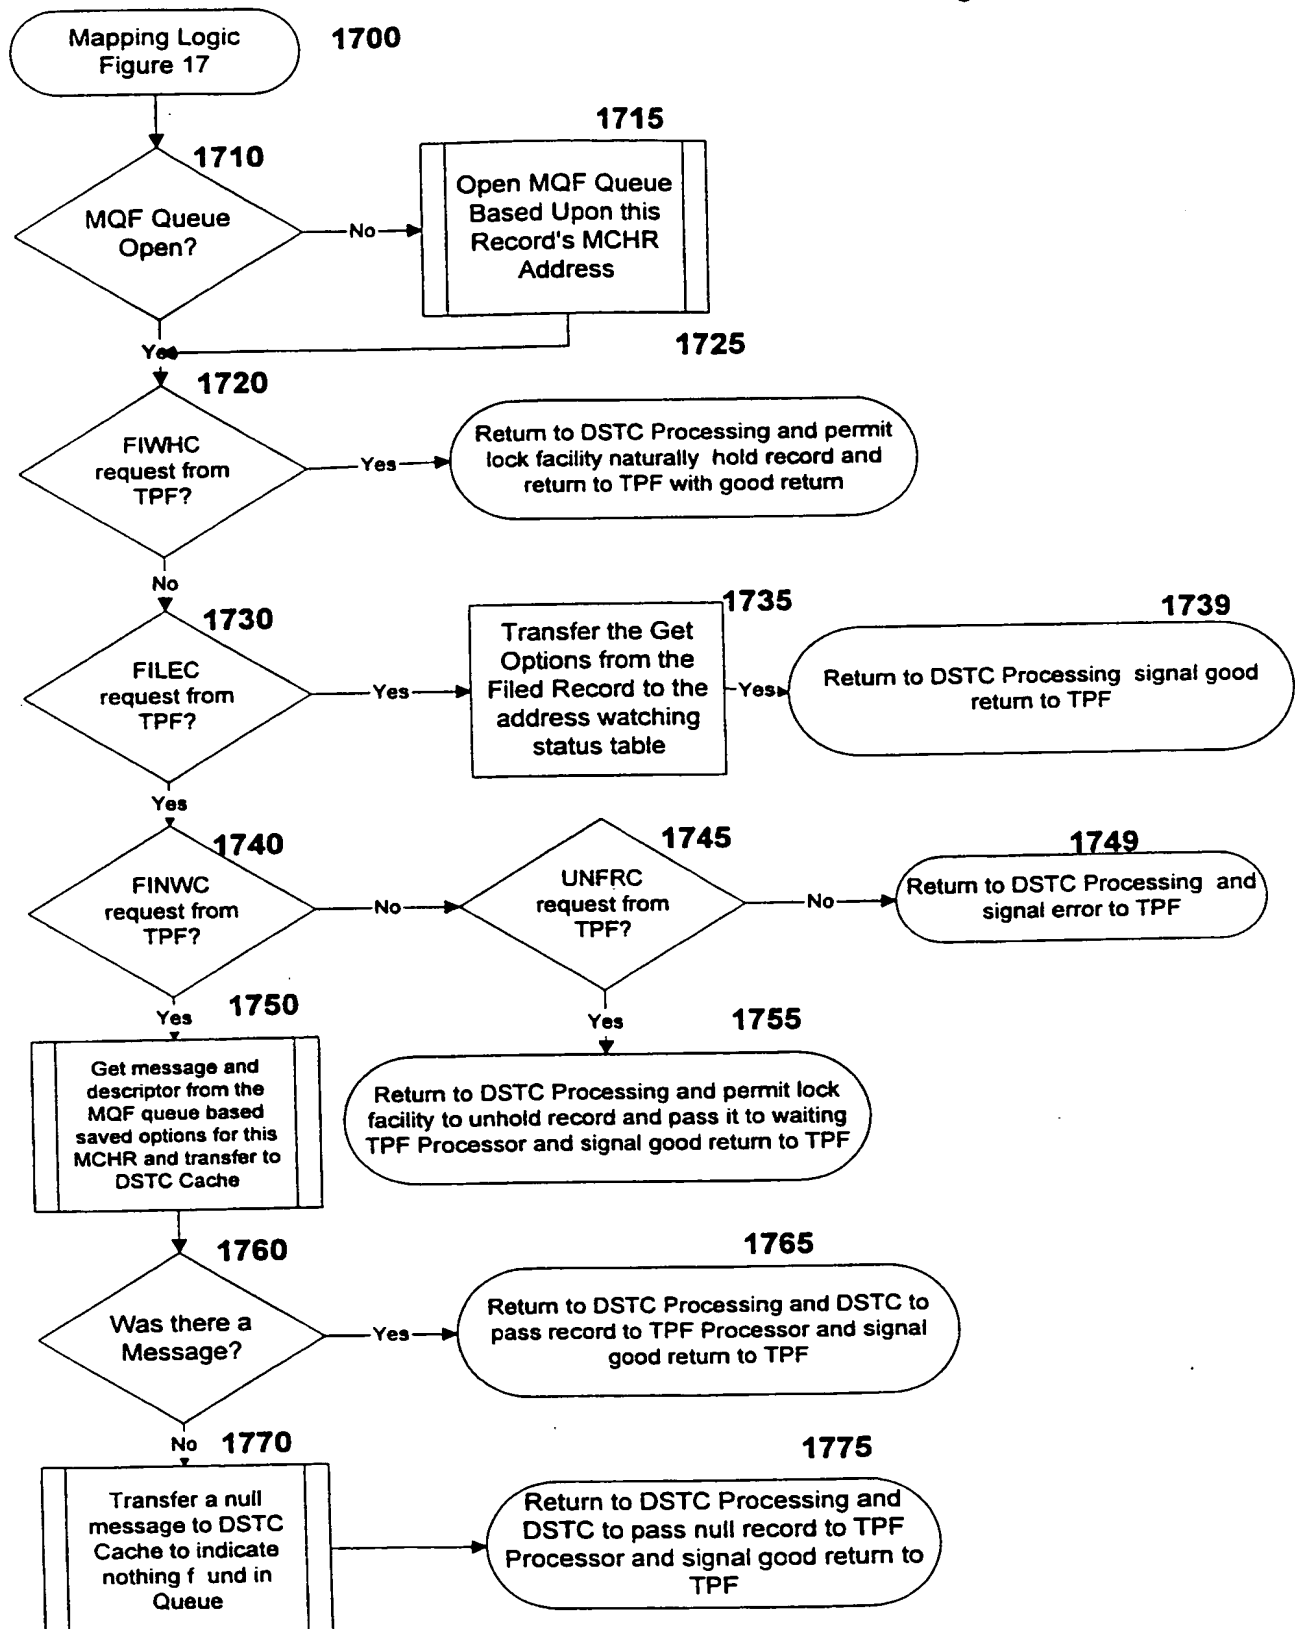 Mapping Logic
Figure 17
1700
1710
MQF Queue
Open?
No
1715
Open MQF Queue
Based Upon this
Record's MCHR
Address
Yes
1720
FIWHC
request from
TPF?
Yes
1725
Return to DSTC Processing and permit
lock facility naturally hold record and
return to TPF with good return
No
1730
FILEC
request from
TPF?
Yes
1735
Transfer the Get
Options from the
Filed Record to the
address watching
status table
Yes
1739
Return to DSTC Processing signal good
return to TPF
Yes
1740
FINWC
request from
TPF?
No
1745
UNFRC
request from
TPF?
No
1749
Return to DSTC Processing and
signal error to TPF
Yes
1750
Get message and
descriptor from the
MQF queue based
saved options for this
MCHR and transfer to
DSTC Cache
Yes
1755
Return to DSTC Processing and permit lock
facility to unhold record and pass it to waiting
TPF Processor and signal good return to TPF
1760
Was there a
Message?
Yes
1765
Return to DSTC Processing and DSTC to
pass record to TPF Processor and signal
good return to TPF
No
1770
Transfer a null
message to DSTC
Cache to indicate
nothing f und in
Queue
1775
Return to DSTC Processing and
DSTC to pass null record to TPF
Processor and signal good return to
TPF